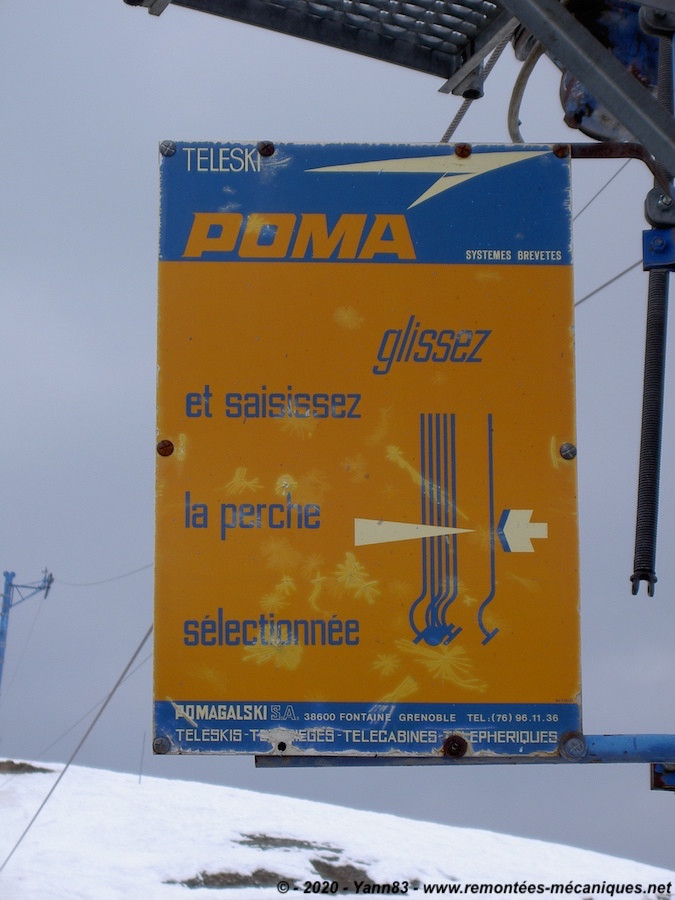 TELESKI
POMA
SYSTEMES BREVETES
glissez
et saisissez
la perche
sélectionnée
POMAGALSKI S.A. 38600 FONTAINE GRENOBLE TEL.:(76) 96.11.36
TELESKIS - - TELECABINES -
© - 2020 - Yann83 - www.remontées-mécaniques.net